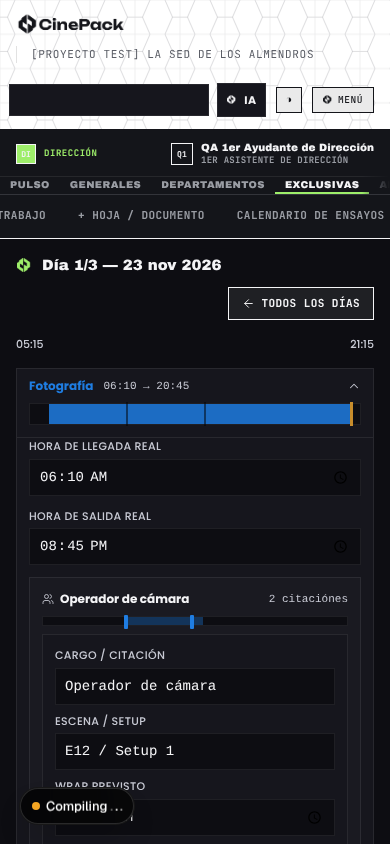 CinePack
[PROYECTO TEST] LA SED DE LOS ALMENDROS
IA
MENÚ
DI
DIRECCIÓN
Q1
QA 1er Ayudante de Dirección
1ER ASISTENTE DE DIRECCIÓN
PULSO GENERALES DEPARTAMENTOS EXCLUSIVAS A
TRABAJO + HOJA / DOCUMENTO CALENDARIO DE ENSAYOS
Día 1/3 — 23 nov 2026
← TODOS LOS DÍAS
05:15 21:15
Fotografía 06:10 → 20:45
HORA DE LLEGADA REAL
06:10 AM
HORA DE SALIDA REAL
08:45 PM
Operador de cámara 2 citaciónes
CARGO / CITACIÓN
Operador de cámara
ESCENA / SETUP
E12 / Setup 1
WRAP PREVISTO
Compiling ...